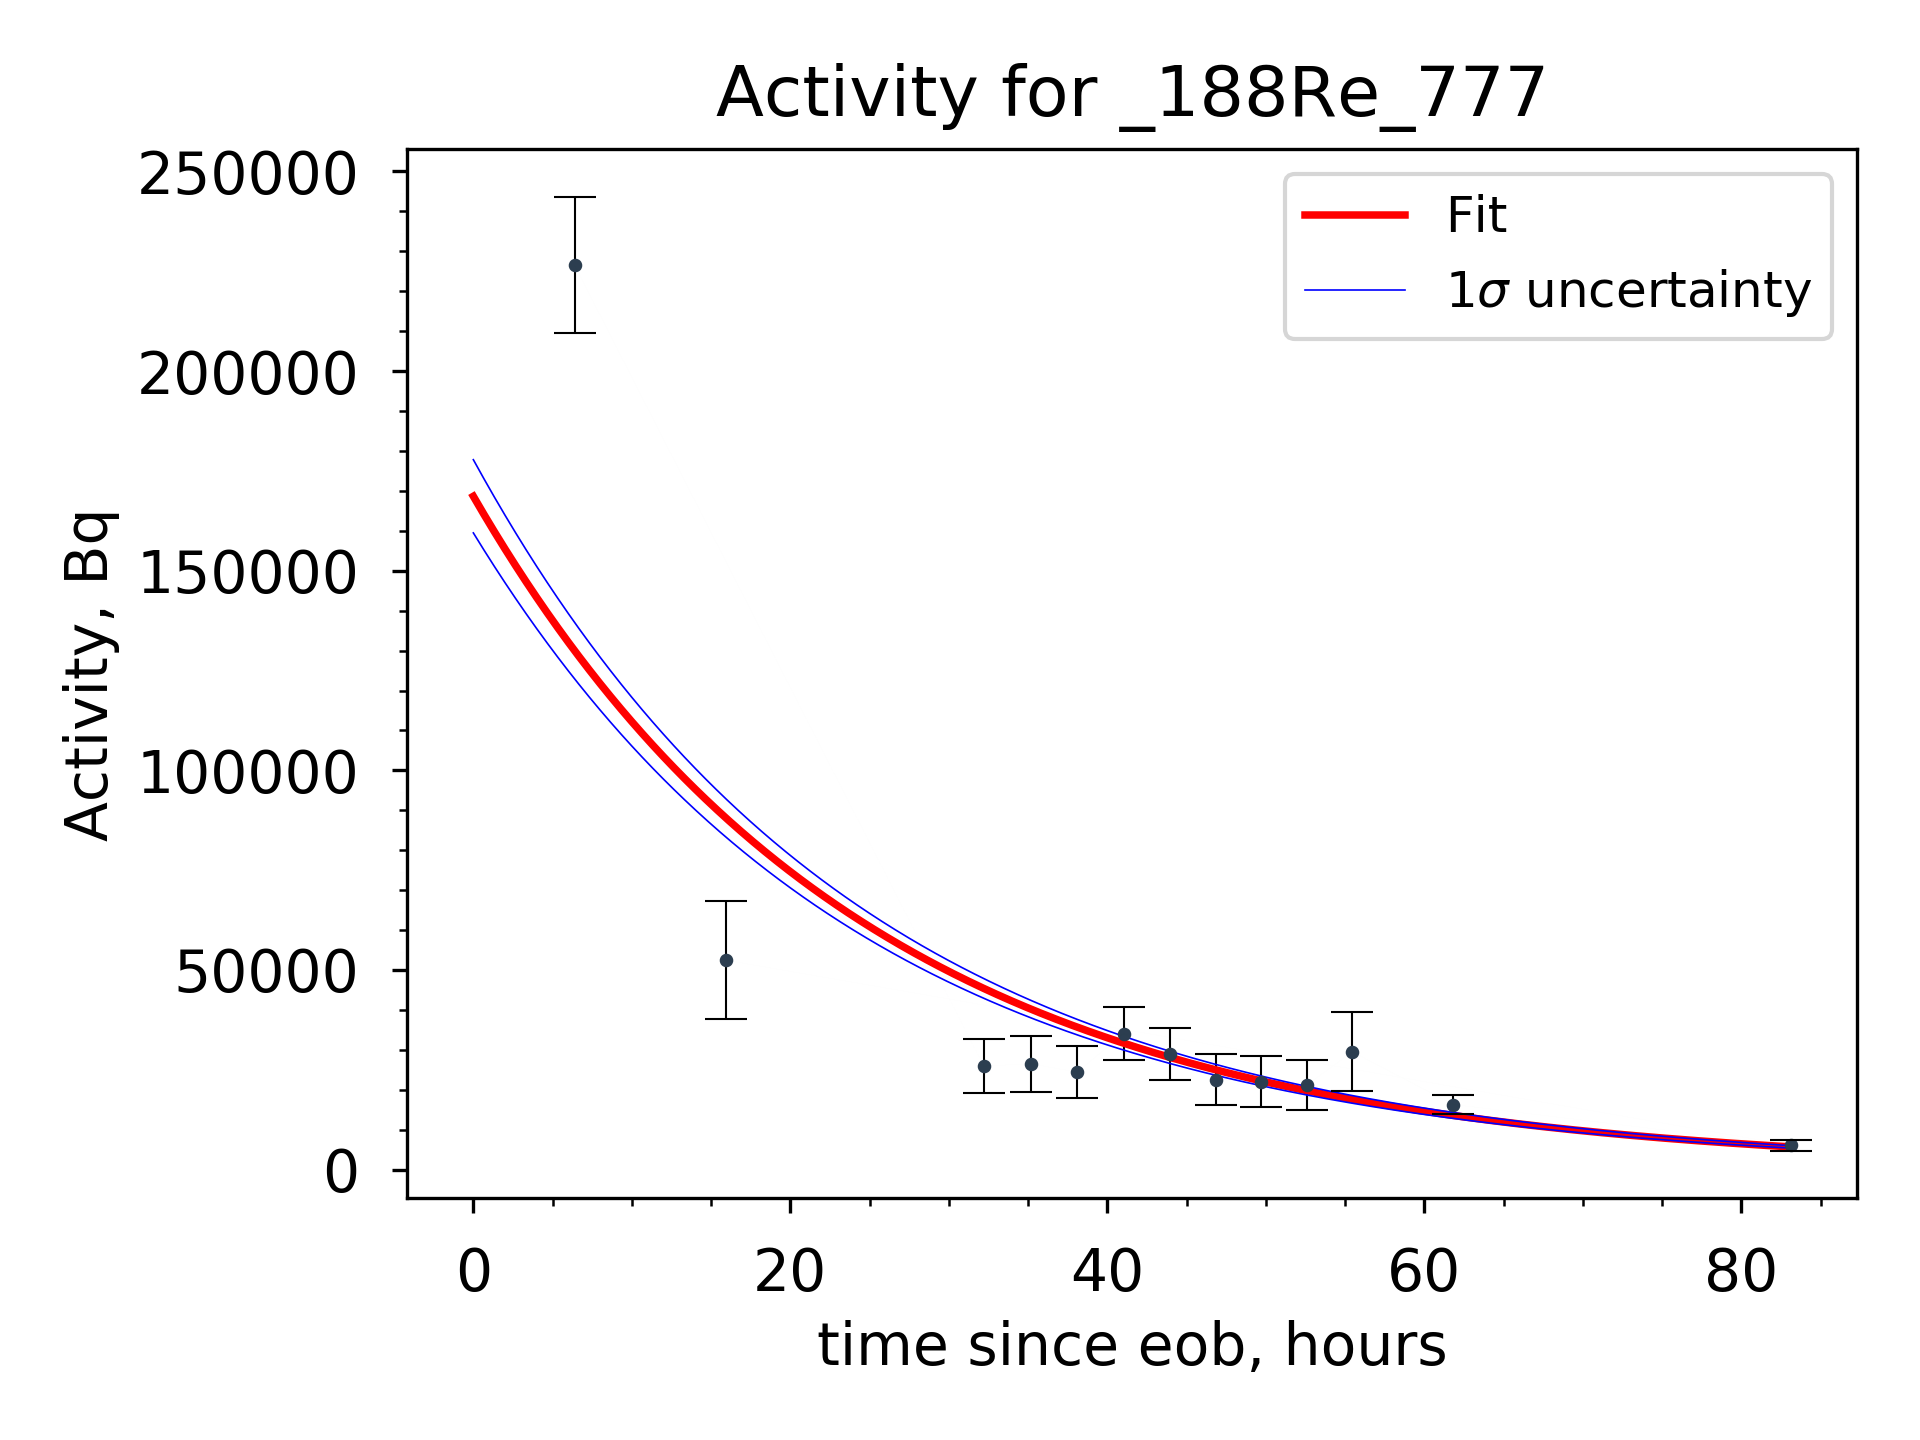 Activity for _188Re_777
Fit
1σ uncertainty
Activity, Bq
250000
200000
150000
100000
50000
0
0 20 40 60 80
time since eob, hours